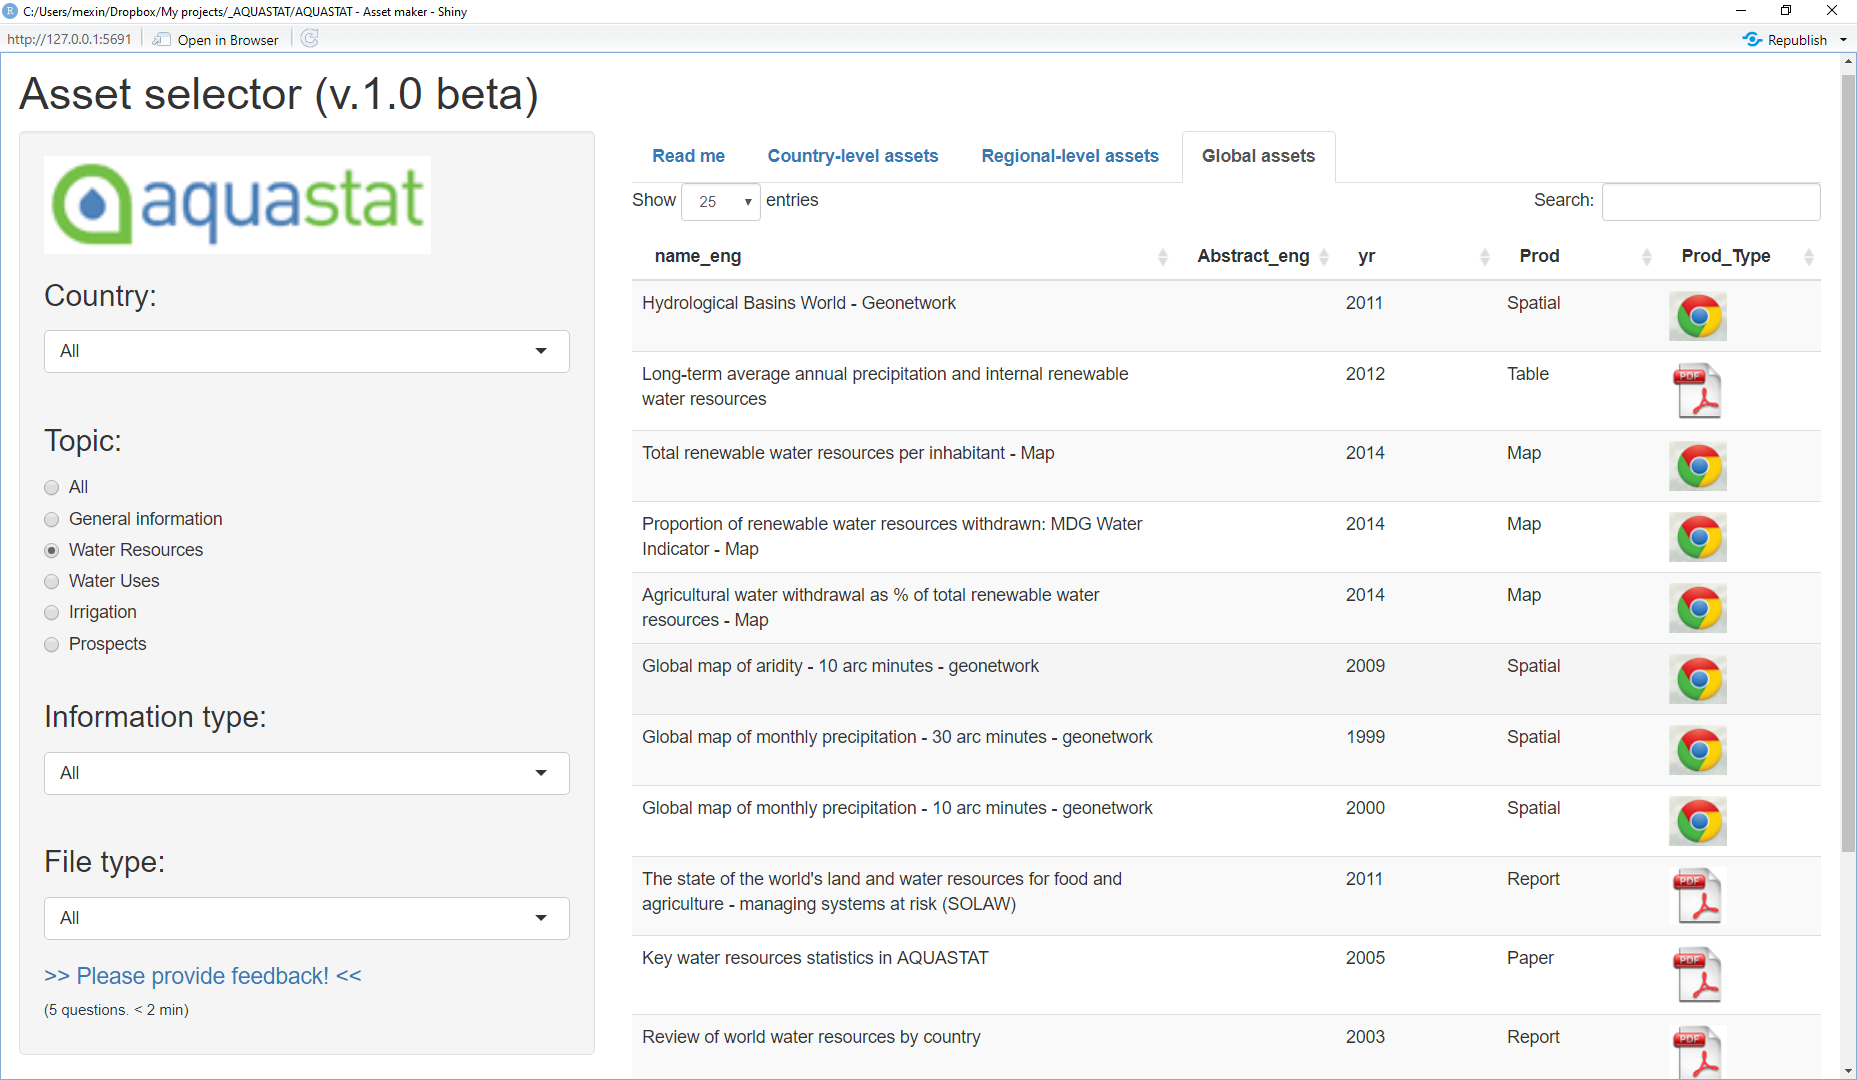 C:/Users/mexin/Dropbox/My projects/_AQUASTAT/AQUASTAT - Asset maker - Shiny
http://127.0.0.1:5691
Open in Browser
Republish
Asset selector (v.1.0 beta)
aquastat
Country:
All
Topic:
All
General information
Water Resources
Water Uses
Irrigation
Prospects
Information type:
All
File type:
All
>> Please provide feedback! <<
(5 questions. < 2 min)
Read me Country-level assets Regional-level assets Global assets
Show 25 entries Search:
name_eng Abstract_eng yr Prod Prod_Type
Hydrological Basins World - Geonetwork 2011 Spatial
Long-term average annual precipitation and internal renewable 2012 Table PDF
water resources
Total renewable water resources per inhabitant - Map 2014 Map
Proportion of renewable water resources withdrawn: MDG Water 2014 Map
Indicator - Map
Agricultural water withdrawal as % of total renewable water 2014 Map
resources - Map
Global map of aridity - 10 arc minutes - geonetwork 2009 Spatial
Global map of monthly precipitation - 30 arc minutes - geonetwork 1999 Spatial
Global map of monthly precipitation - 10 arc minutes - geonetwork 2000 Spatial
The state of the world's land and water resources for food and 2011 Report PDF
agriculture - managing systems at risk (SOLAW)
Key water resources statistics in AQUASTAT 2005 Paper PDF
Review of world water resources by country 2003 Report PDF